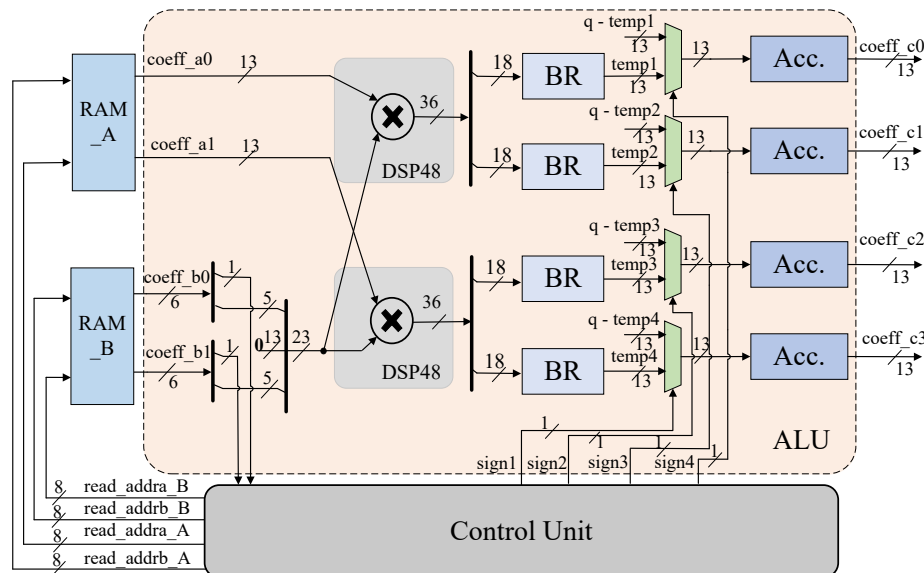 q - temp1
13
coeff_a0
13
RAM
_A
coeff_a1
13
36
DSP48
18
BR
temp1
13
13
Acc.
coeff_c0
13
q - temp2
13
18
BR
temp2
13
13
Acc.
coeff_c1
13
RAM
_B
coeff_b0
6
1
5
coeff_b1
6
1
5
0
13
23
36
DSP48
q - temp3
13
18
BR
temp3
13
13
Acc.
coeff_c2
13
q - temp4
13
18
BR
temp4
13
13
Acc.
coeff_c3
13
ALU
1
1
1
1
sign1
sign2
sign3
sign4
8
read_addra_B
8
read_addrb_B
8
read_addra_A
8
read_addrb_A
Control Unit